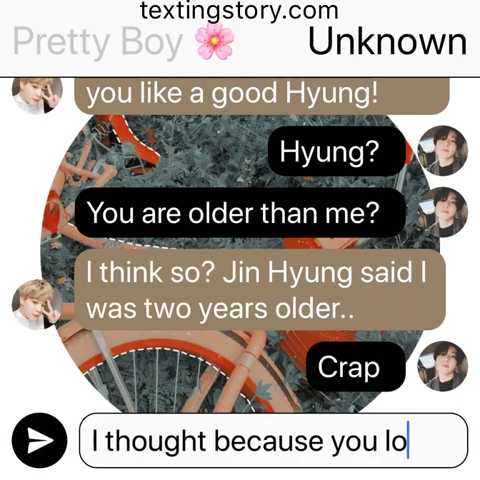 textingstory.com
Pretty Boy 🌸 Unknown
you like a good Hyung!
Hyung?
You are older than me?
I think so? Jin Hyung said I
was two years older..
Crap
I thought because you lo